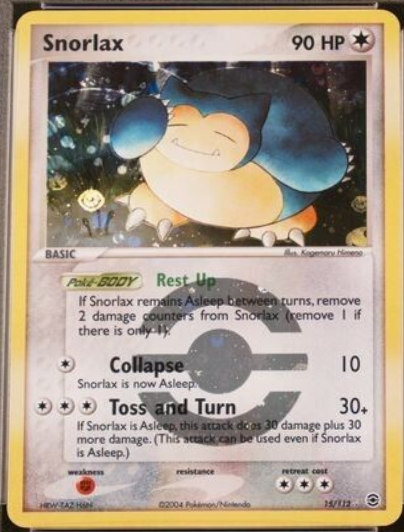 Snorlax 90 HP
BASIC Illus. Kagemaru Himeno
Poké-BODY Rest Up
If Snorlax remains Asleep between turns, remove
2 damage counters from Snorlax (remove 1 if
there is only 1).
Collapse 10
Snorlax is now Asleep.
Toss and Turn 30+
If Snorlax is Asleep, this attack does 30 damage plus 30
more damage. (This attack can be used even if Snorlax
is Asleep.)
weakness resistance retreat cost
©2004 Pokémon/Nintendo 15/112